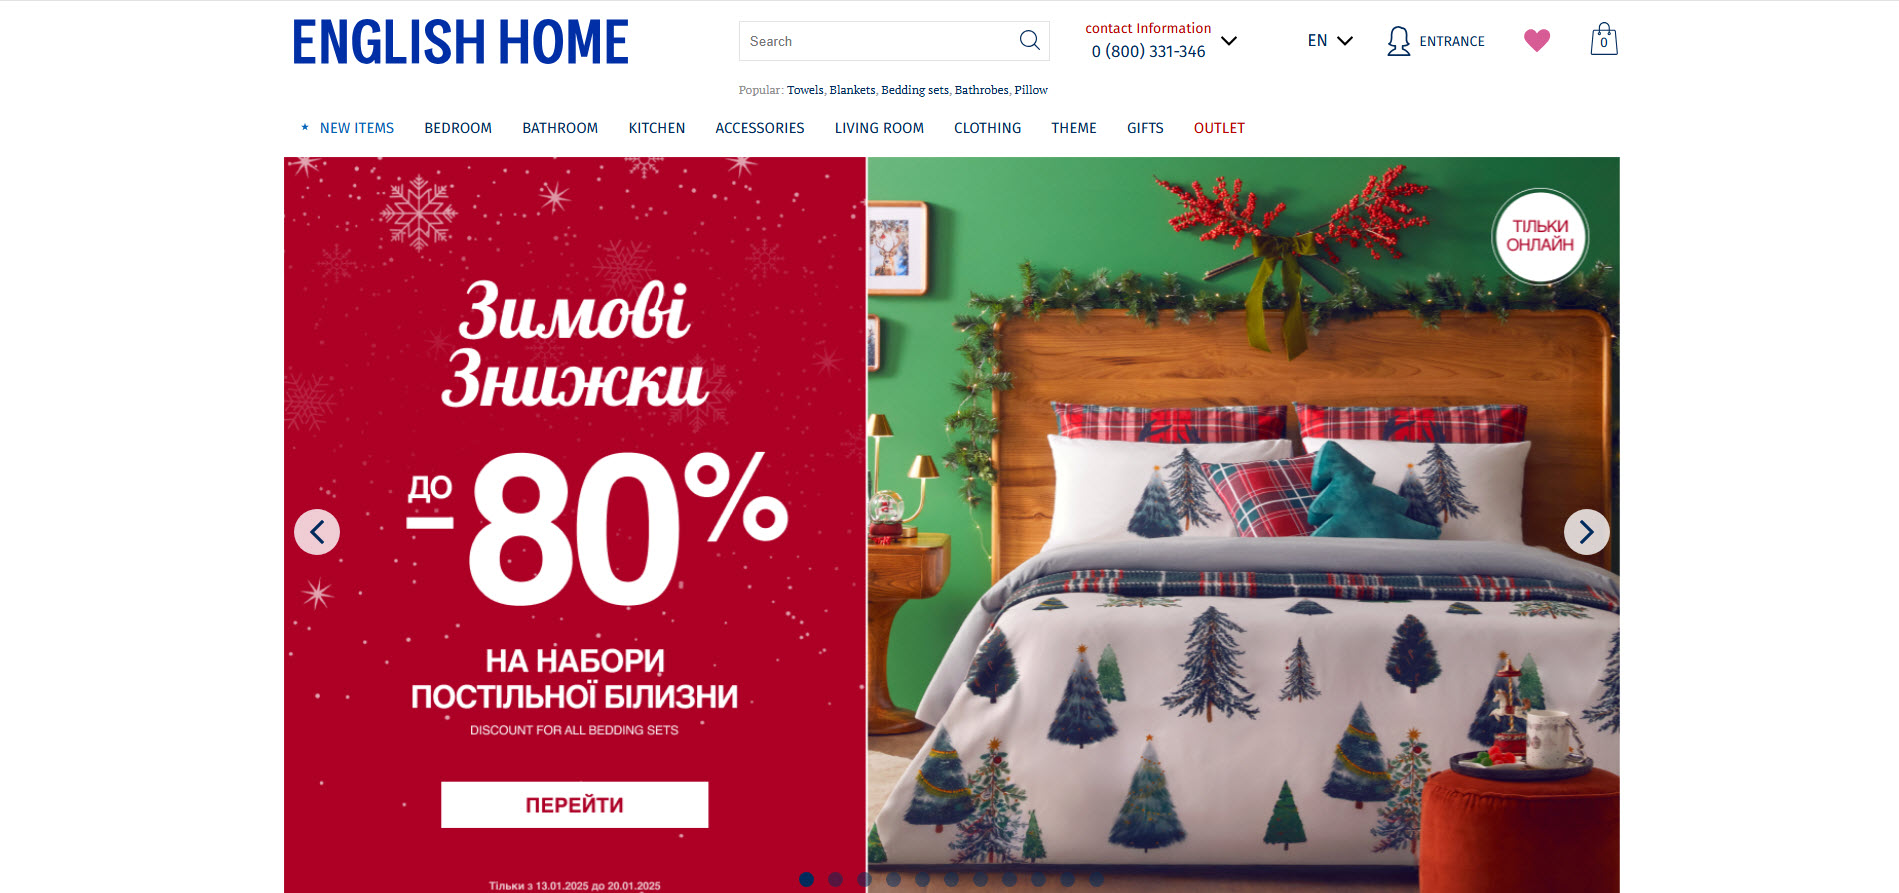 ENGLISH HOME
Search
contact Information
0 (800) 331-346
EN
ENTRANCE
0
Popular: Towels, Blankets, Bedding sets, Bathrobes, Pillow
NEW ITEMS BEDROOM BATHROOM KITCHEN ACCESSORIES LIVING ROOM CLOTHING THEME GIFTS OUTLET
Зимові
Знижки
ДО
-80%
НА НАБОРИ
ПОСТІЛЬНОЇ БІЛИЗНИ
DISCOUNT FOR ALL BEDDING SETS
ПЕРЕЙТИ
Тільки з 13.01.2025 до 20.01.2025
ТІЛЬКИ
ОНЛАЙН